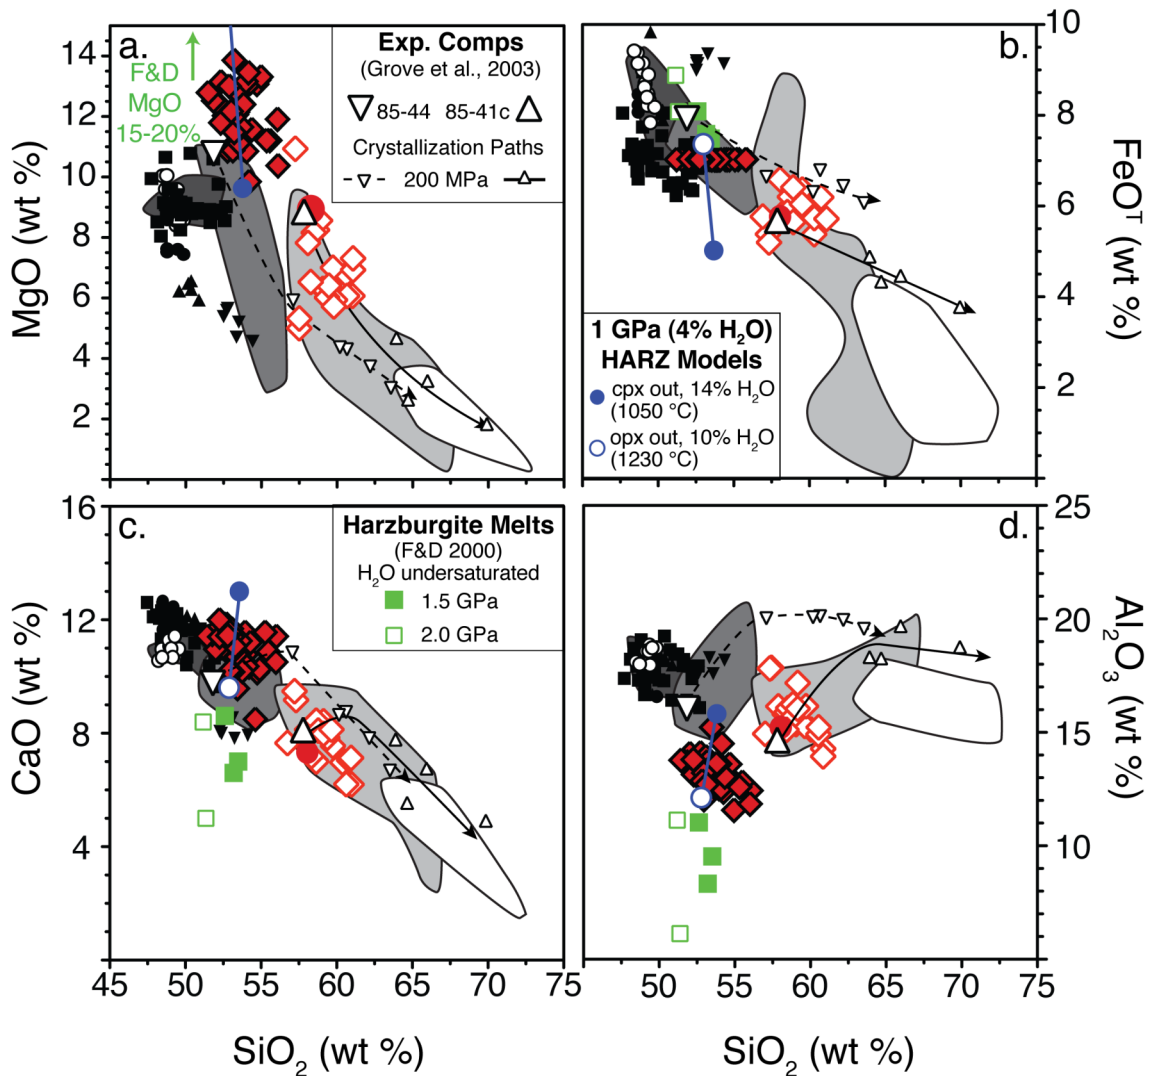 a.
14
12
10
8
6
4
2
MgO (wt %)
F&D
MgO
15-20%
Exp. Comps
(Grove et al., 2003)
85-44 85-41c
Crystallization Paths
200 MPa
b.
10
8
6
4
2
FeOᵀ (wt %)
1 GPa (4% H₂O)
HARZ Models
cpx out, 14% H₂O
(1050 °C)
opx out, 10% H₂O
(1230 °C)
c.
16
12
8
4
CaO (wt %)
Harzburgite Melts
(F&D 2000)
H₂O undersaturated
1.5 GPa
2.0 GPa
45 50 55 60 65 70 75
SiO₂ (wt %)
d.
25
20
15
10
Al₂O₃ (wt %)
50 55 60 65 70 75
SiO₂ (wt %)